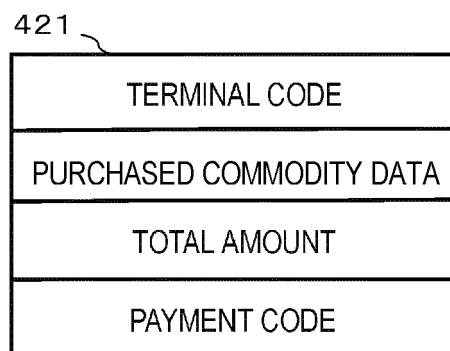 421
TERMINAL CODE
PURCHASED COMMODITY DATA
TOTAL AMOUNT
PAYMENT CODE